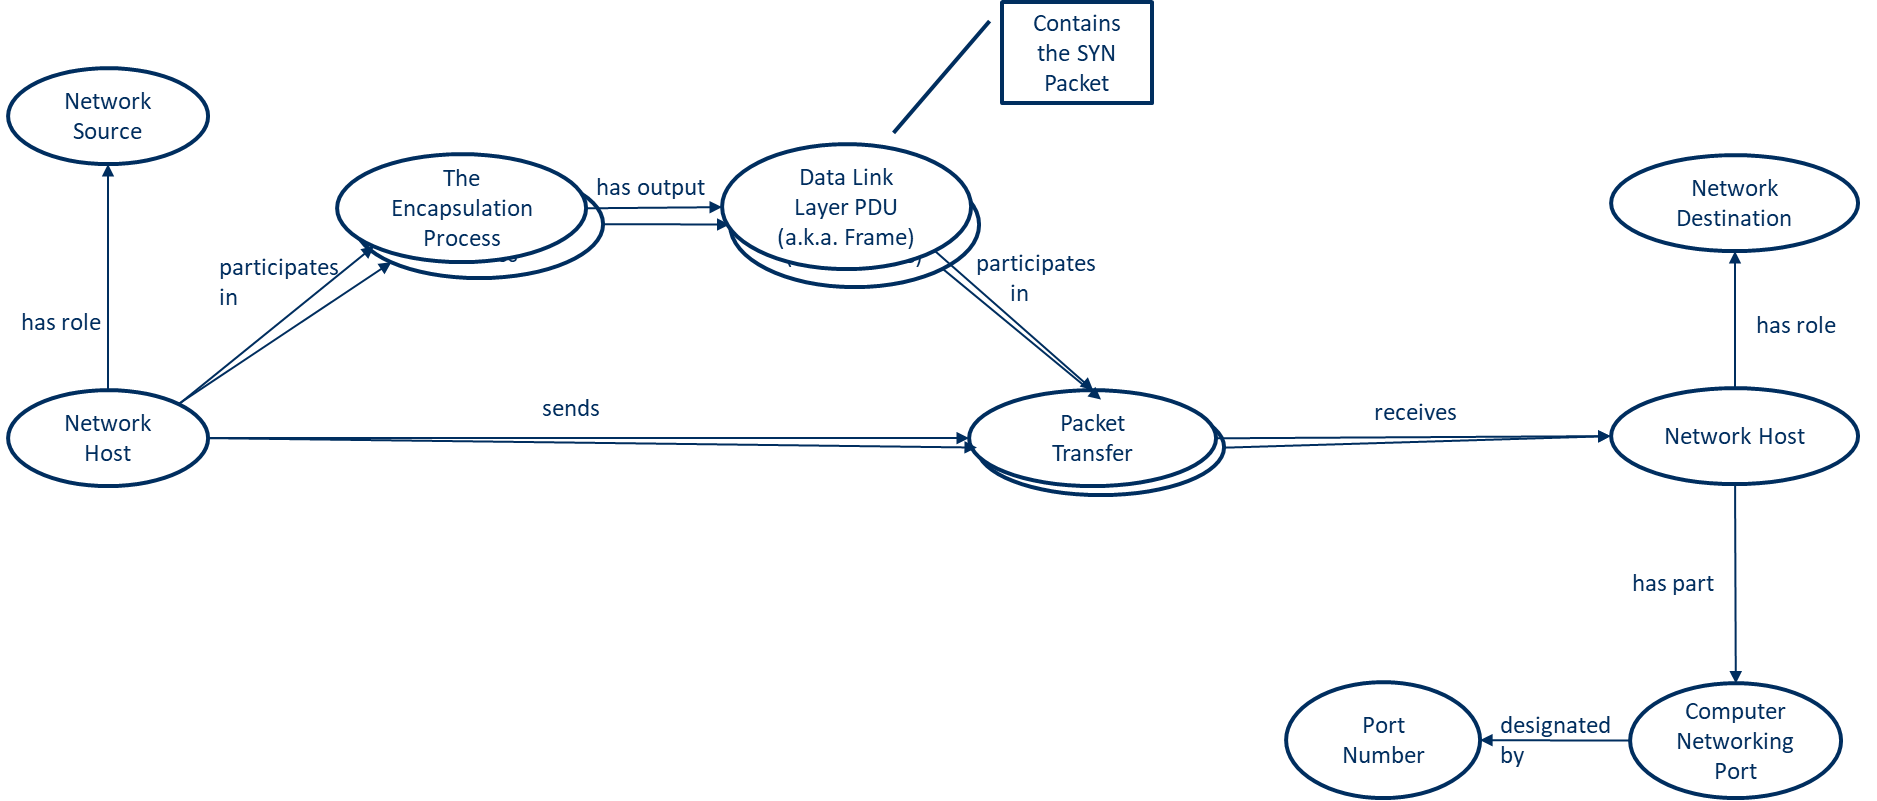 Contains
the SYN
Packet
Network
Source
The
Encapsulation
Process
has output
Data Link
Layer PDU
(a.k.a. Frame)
Network
Destination
participates
in
participates
in
has role
has role
Network
Host
sends
Packet
Transfer
receives
Network Host
has part
Port
Number
designated
by
Computer
Networking
Port